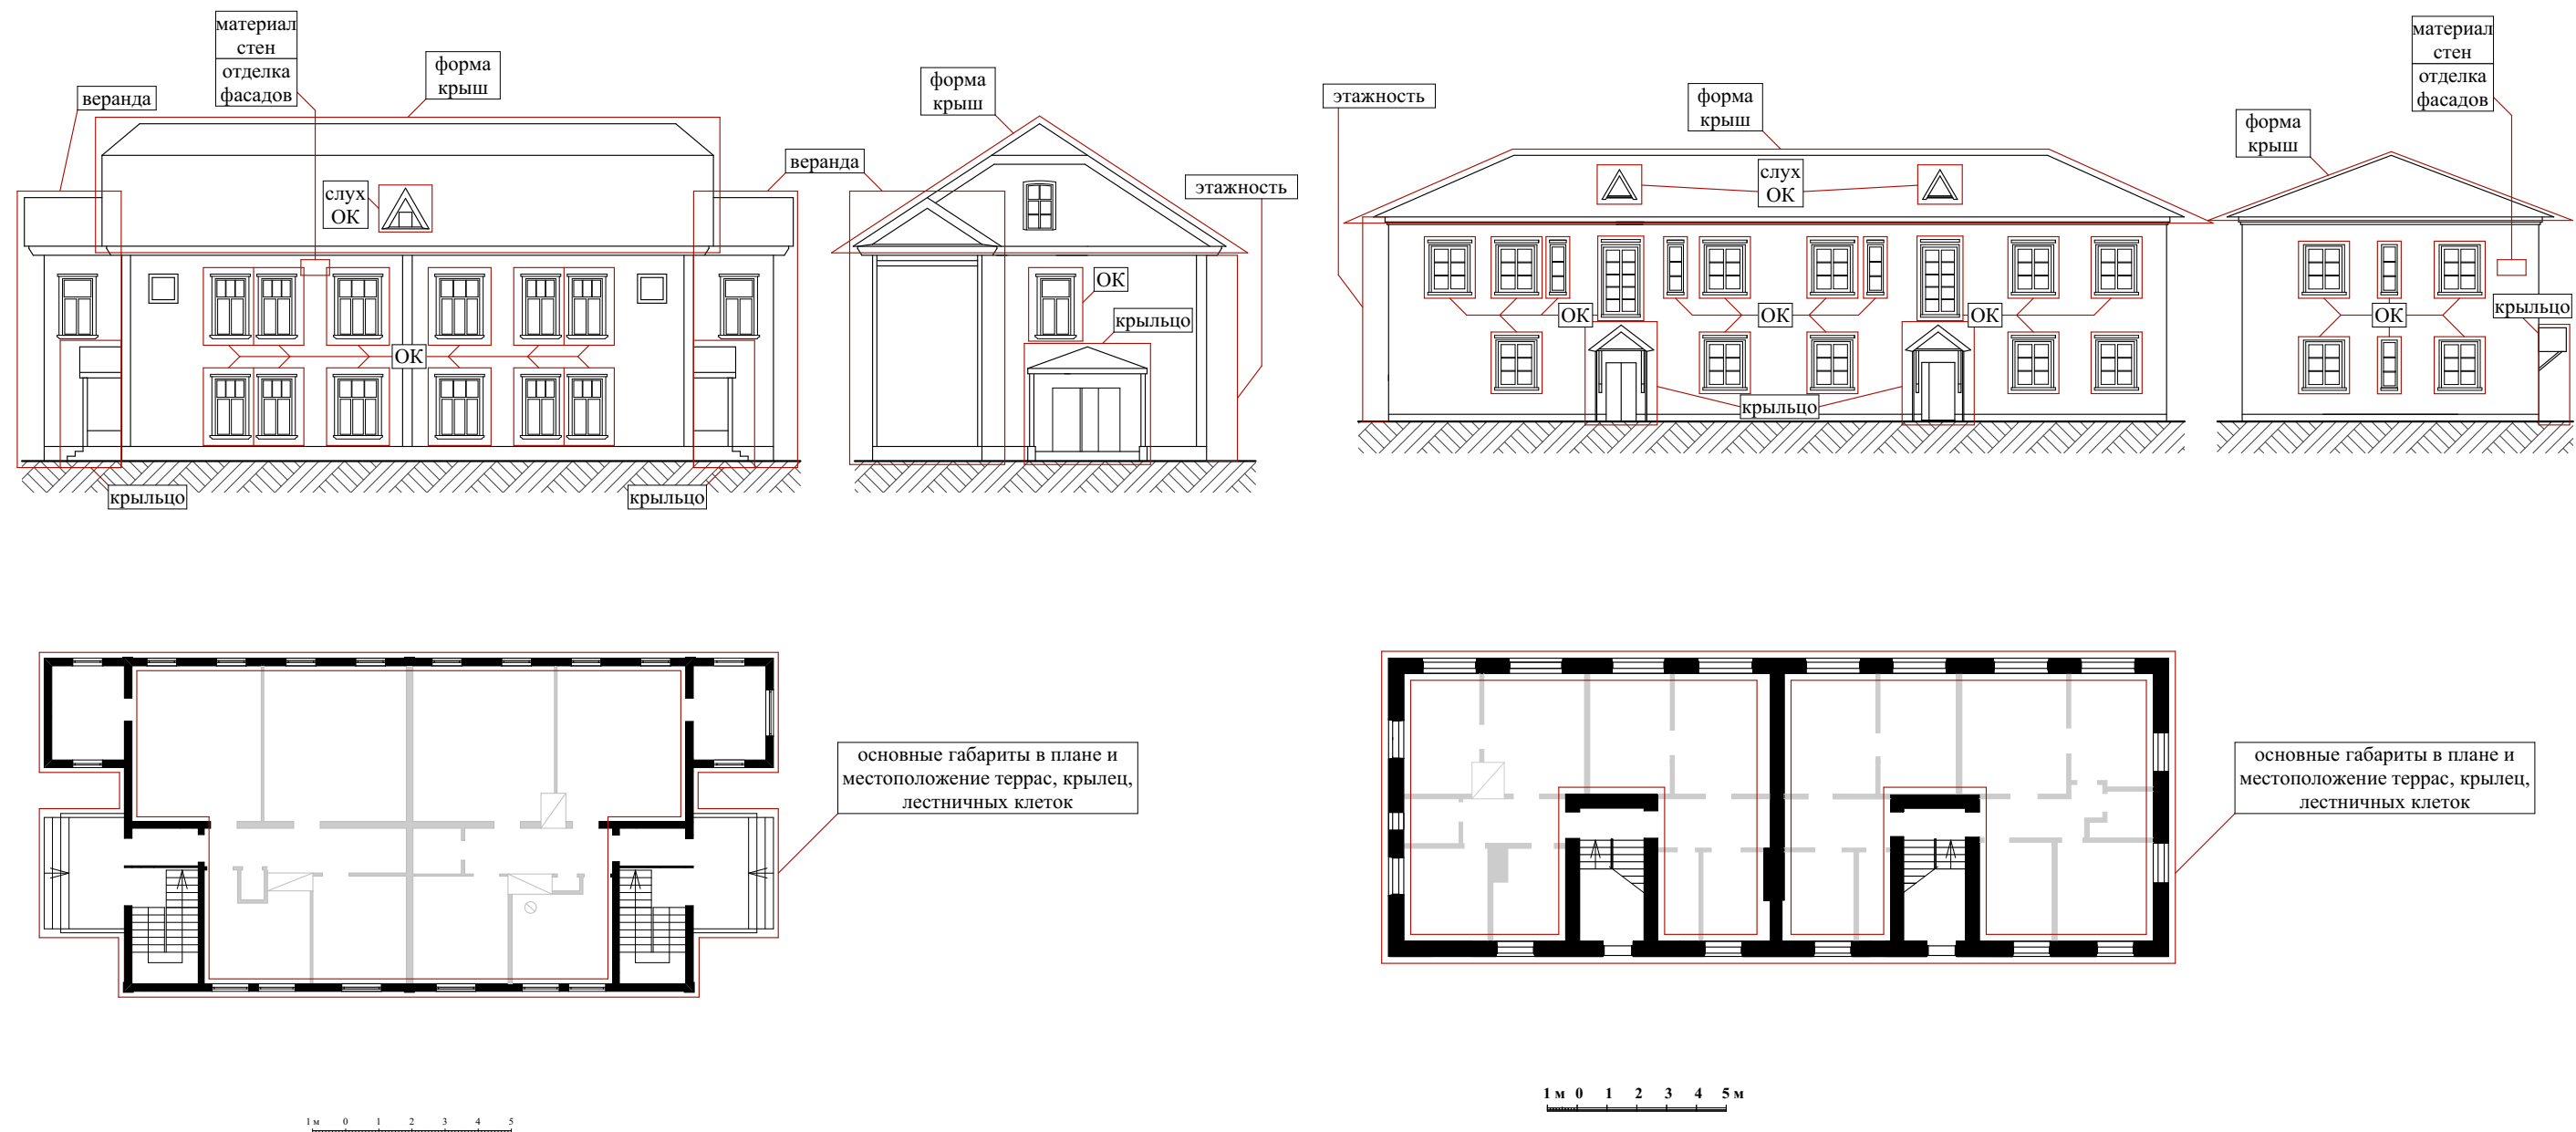 материал
стен
отделка
фасадов
форма
крыш
веранда
слух
ОК
ОК
крыльцо
крыльцо
форма
крыш
веранда
этажность
ОК
крыльцо
этажность
форма
крыш
слух
ОК
ОК
ОК
ОК
крыльцо
материал
стен
отделка
фасадов
форма
крыш
ОК
крыльцо
основные габариты в плане и
местоположение террас, крылец,
лестничных клеток
основные габариты в плане и
местоположение террас, крылец,
лестничных клеток
1 м 0 1 2 3 4 5
1 м 0 1 2 3 4 5 м